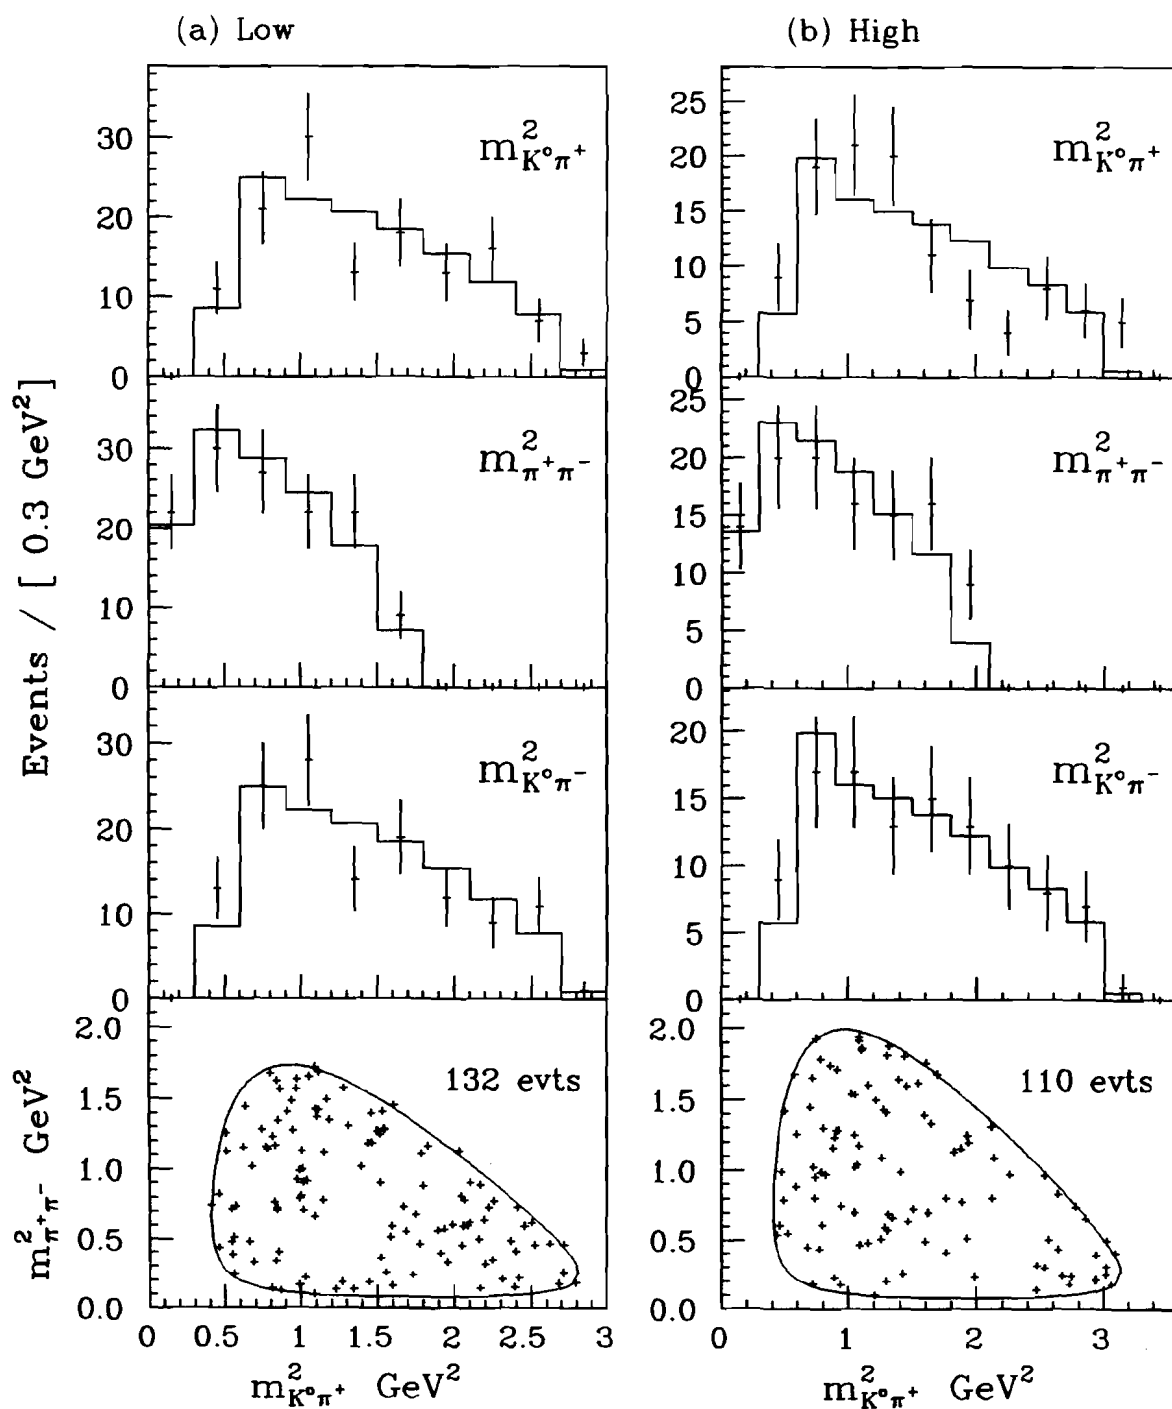 (a) Low
(b) High
30
20
10
0
m²K°π⁺
25
20
15
10
5
0
m²K°π⁺
30
20
10
0
m²π⁺π⁻
25
20
15
10
5
0
m²π⁺π⁻
30
20
10
0
m²K°π⁻
20
15
10
5
0
m²K°π⁻
Events / [ 0.3 GeV²]
2.0
1.5
1.0
0.5
0.0
132 evts
2.0
1.5
1.0
0.5
0.0
110 evts
m²π⁺π⁻ GeV²
0 0.5 1 1.5 2 2.5 3
0 1 2 3
m²K°π⁺ GeV²
m²K°π⁺ GeV²